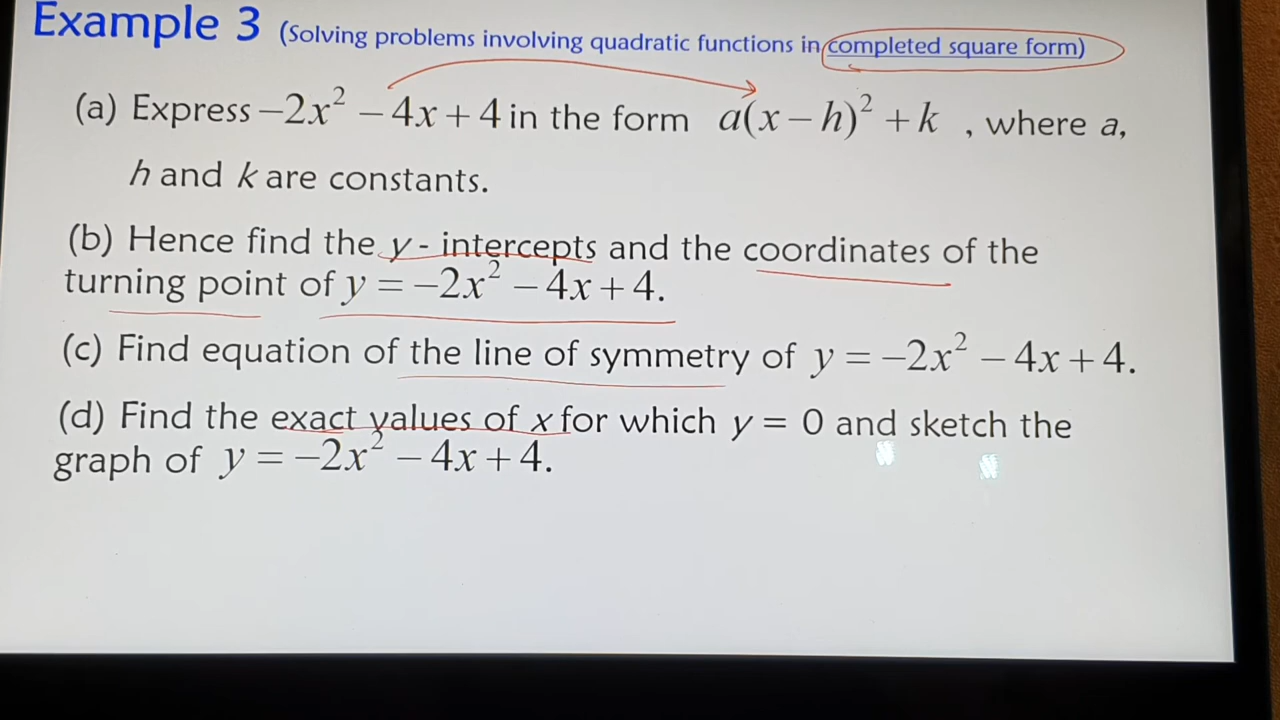 Example 3 (Solving problems involving quadratic functions in completed square form)
(a) Express −2x² − 4x + 4 in the form a(x − h)² + k , where a,
h and k are constants.
(b) Hence find the y - intercepts and the coordinates of the
turning point of y = −2x² − 4x + 4.
(c) Find equation of the line of symmetry of y = −2x² − 4x + 4.
(d) Find the exact values of x for which y = 0 and sketch the
graph of y = −2x² − 4x + 4.